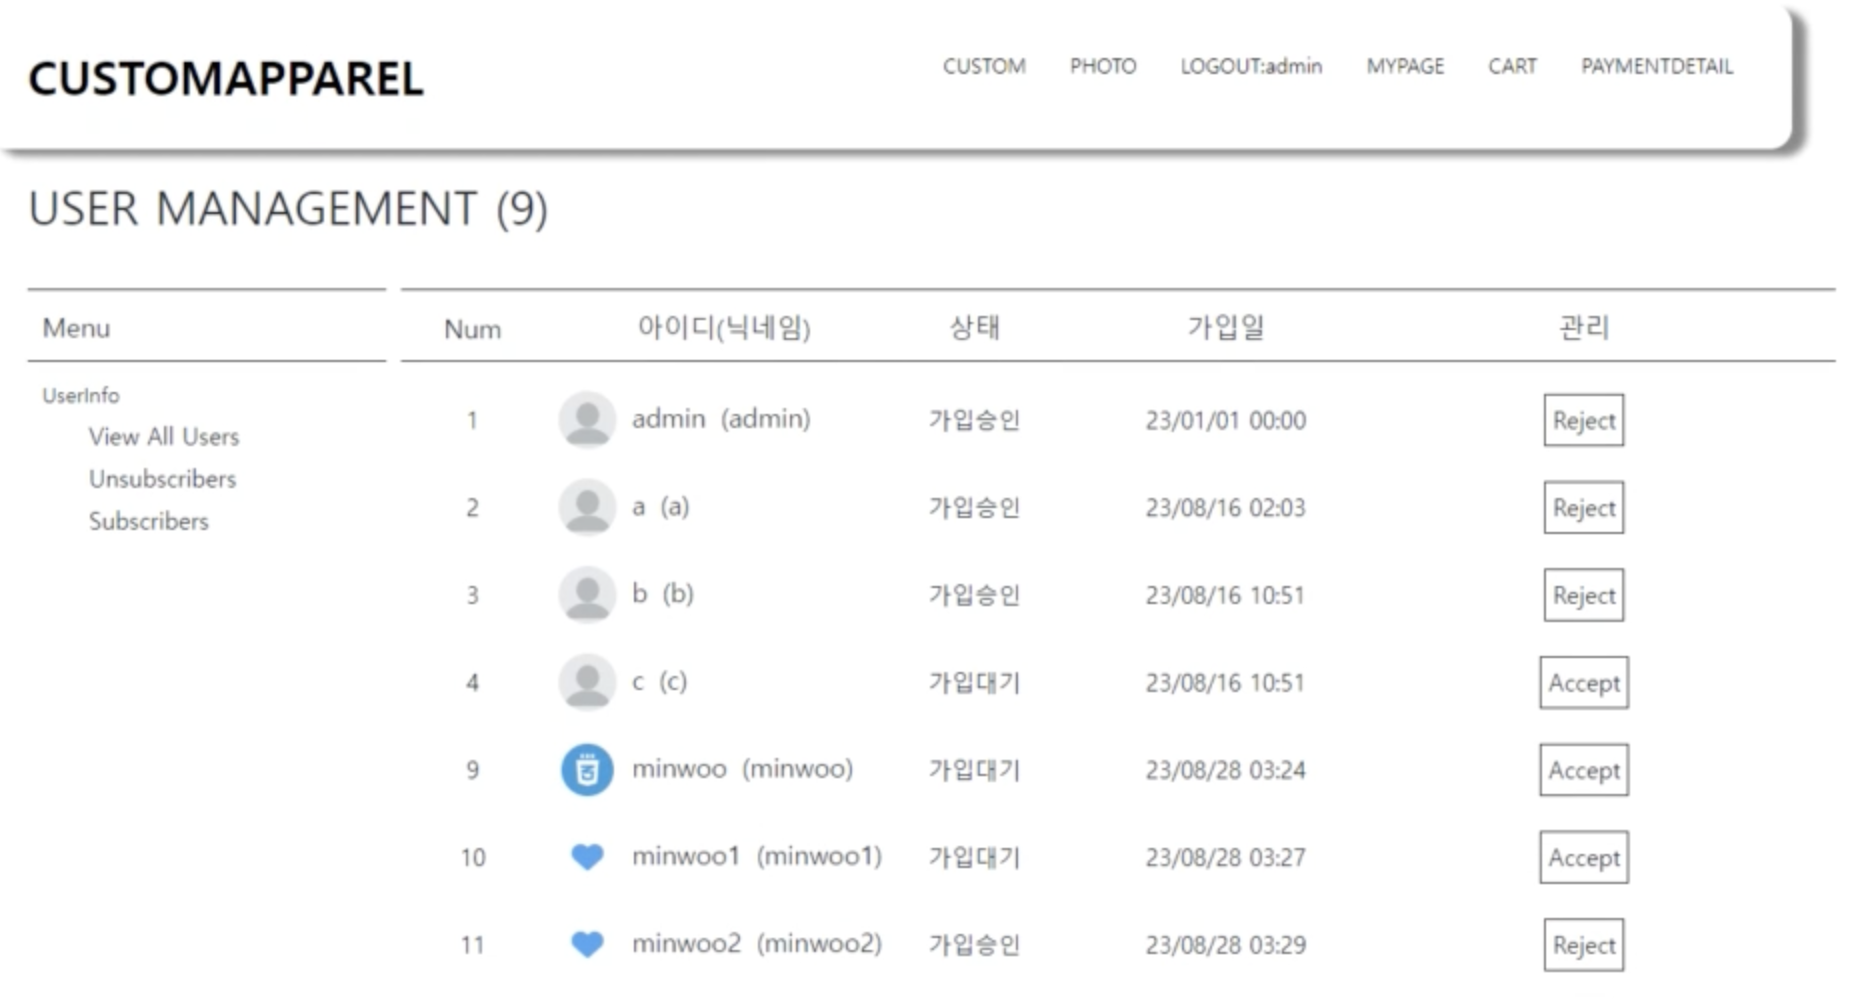 CUSTOMAPPAREL
CUSTOM PHOTO LOGOUT:admin MYPAGE CART PAYMENTDETAIL
USER MANAGEMENT (9)
Menu
UserInfo
View All Users
Unsubscribers
Subscribers
Num 아이디(닉네임) 상태 가입일 관리
1 admin (admin) 가입승인 23/01/01 00:00 Reject
2 a (a) 가입승인 23/08/16 02:03 Reject
3 b (b) 가입승인 23/08/16 10:51 Reject
4 c (c) 가입대기 23/08/16 10:51 Accept
9 minwoo (minwoo) 가입대기 23/08/28 03:24 Accept
10 minwoo1 (minwoo1) 가입대기 23/08/28 03:27 Accept
11 minwoo2 (minwoo2) 가입승인 23/08/28 03:29 Reject